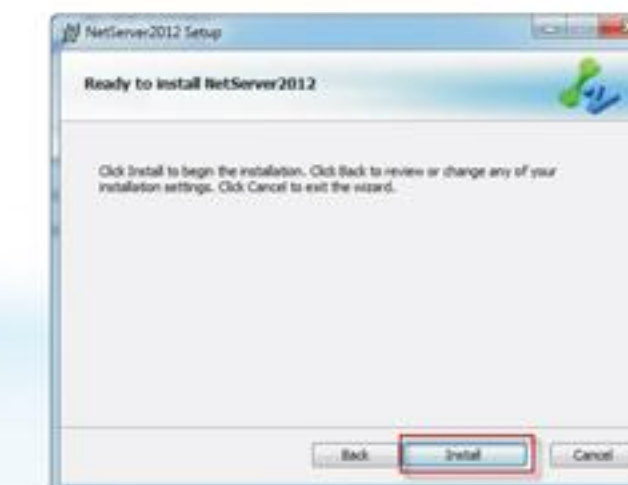 NetServer2012 Setup
Ready to install NetServer2012
Click Install to begin the installation. Click Back to review or change any of your
installation settings. Click Cancel to exit the wizard.
Back Install Cancel